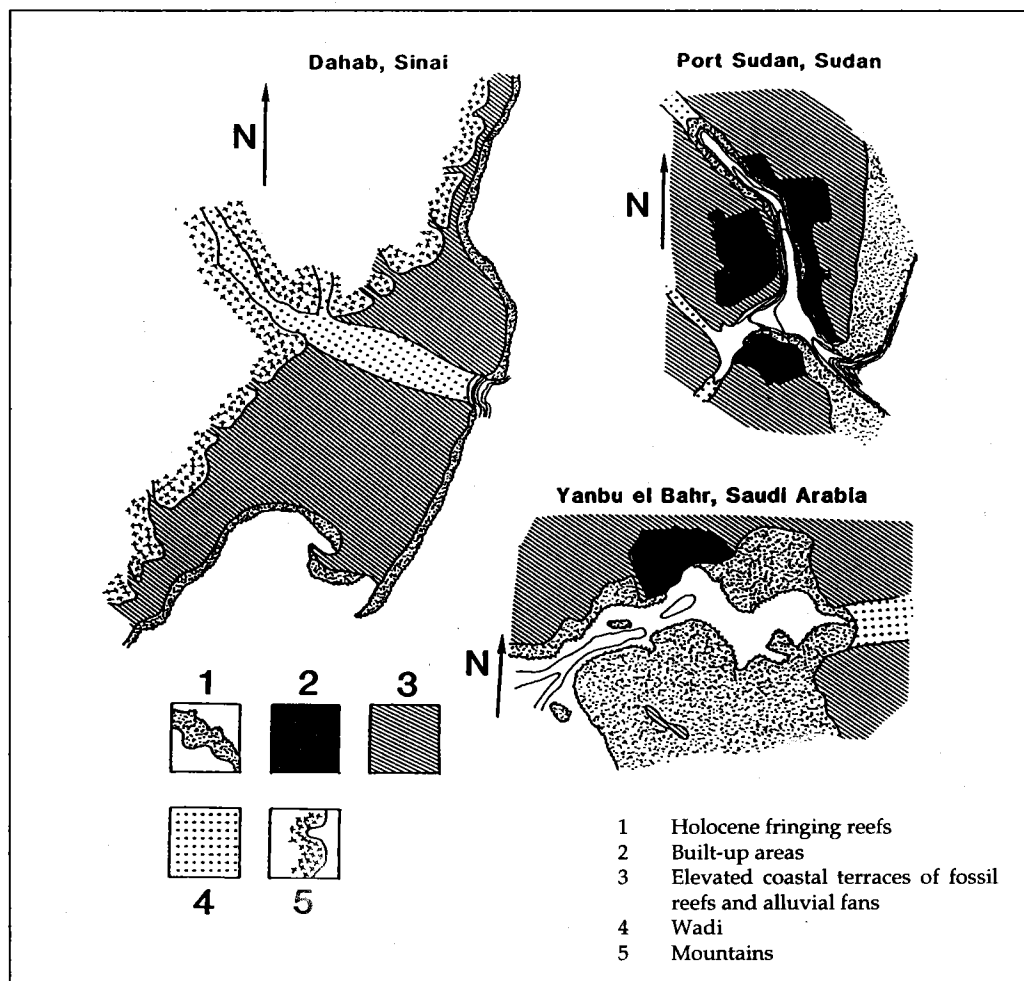 Dahab, Sinai
N
Port Sudan, Sudan
N
Yanbu el Bahr, Saudi Arabia
N
1 2 3
4 5
1 Holocene fringing reefs
2 Built-up areas
3 Elevated coastal terraces of fossil
reefs and alluvial fans
4 Wadi
5 Mountains